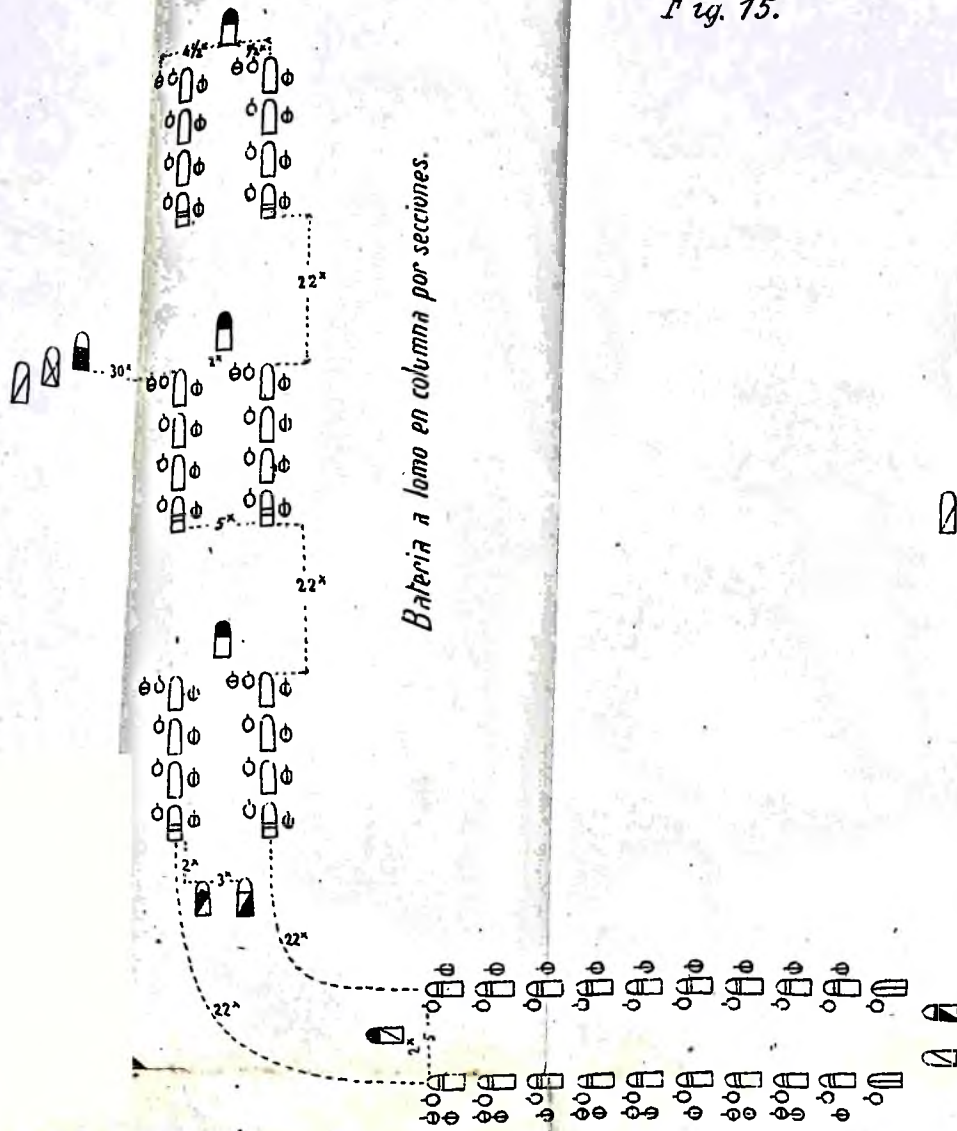 Fig. 15.
4½ˣ
½ˣ
22ˣ
30ˣ
2ˣ
5ˣ
22ˣ
Bateria a lomo en columna por secciones.
2ˣ
3ˣ
22ˣ
22ˣ
2ˣ
5